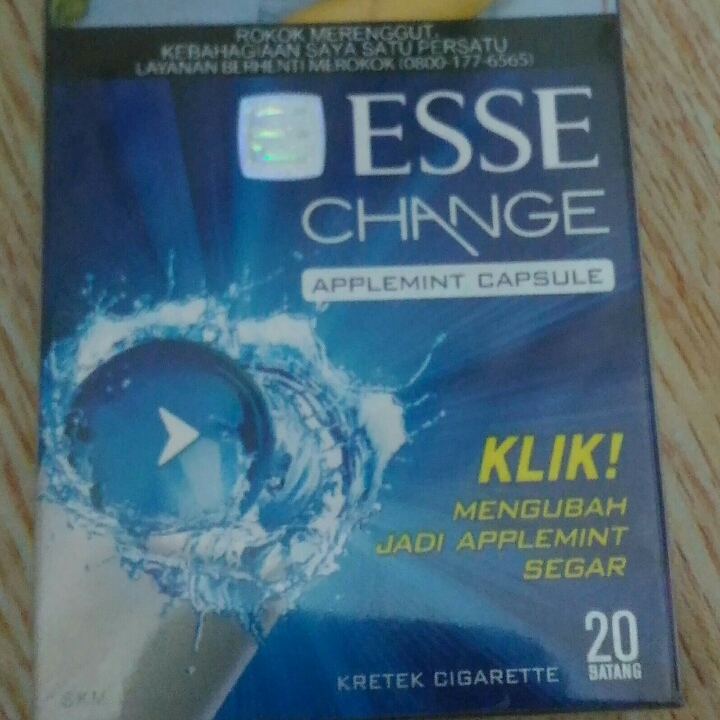 ROKOK MERENGGUT,
KEBAHAGIAAN SAYA SATU PERSATU
LAYANAN BERHENTI MEROKOK (0800-177-6565)
ESSE
CHANGE
APPLEMINT CAPSULE
KLIK!
MENGUBAH
JADI APPLEMINT
SEGAR
20
BATANG
KRETEK CIGARETTE
SKM